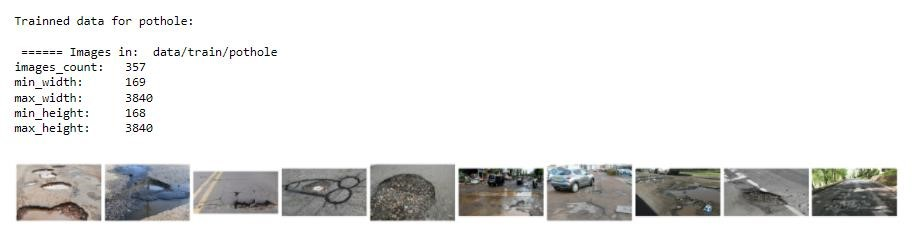 Trainned data for pothole:
====== Images in: data/train/pothole
images_count: 357
min_width: 169
max_width: 3840
min_height: 168
max_height: 3840